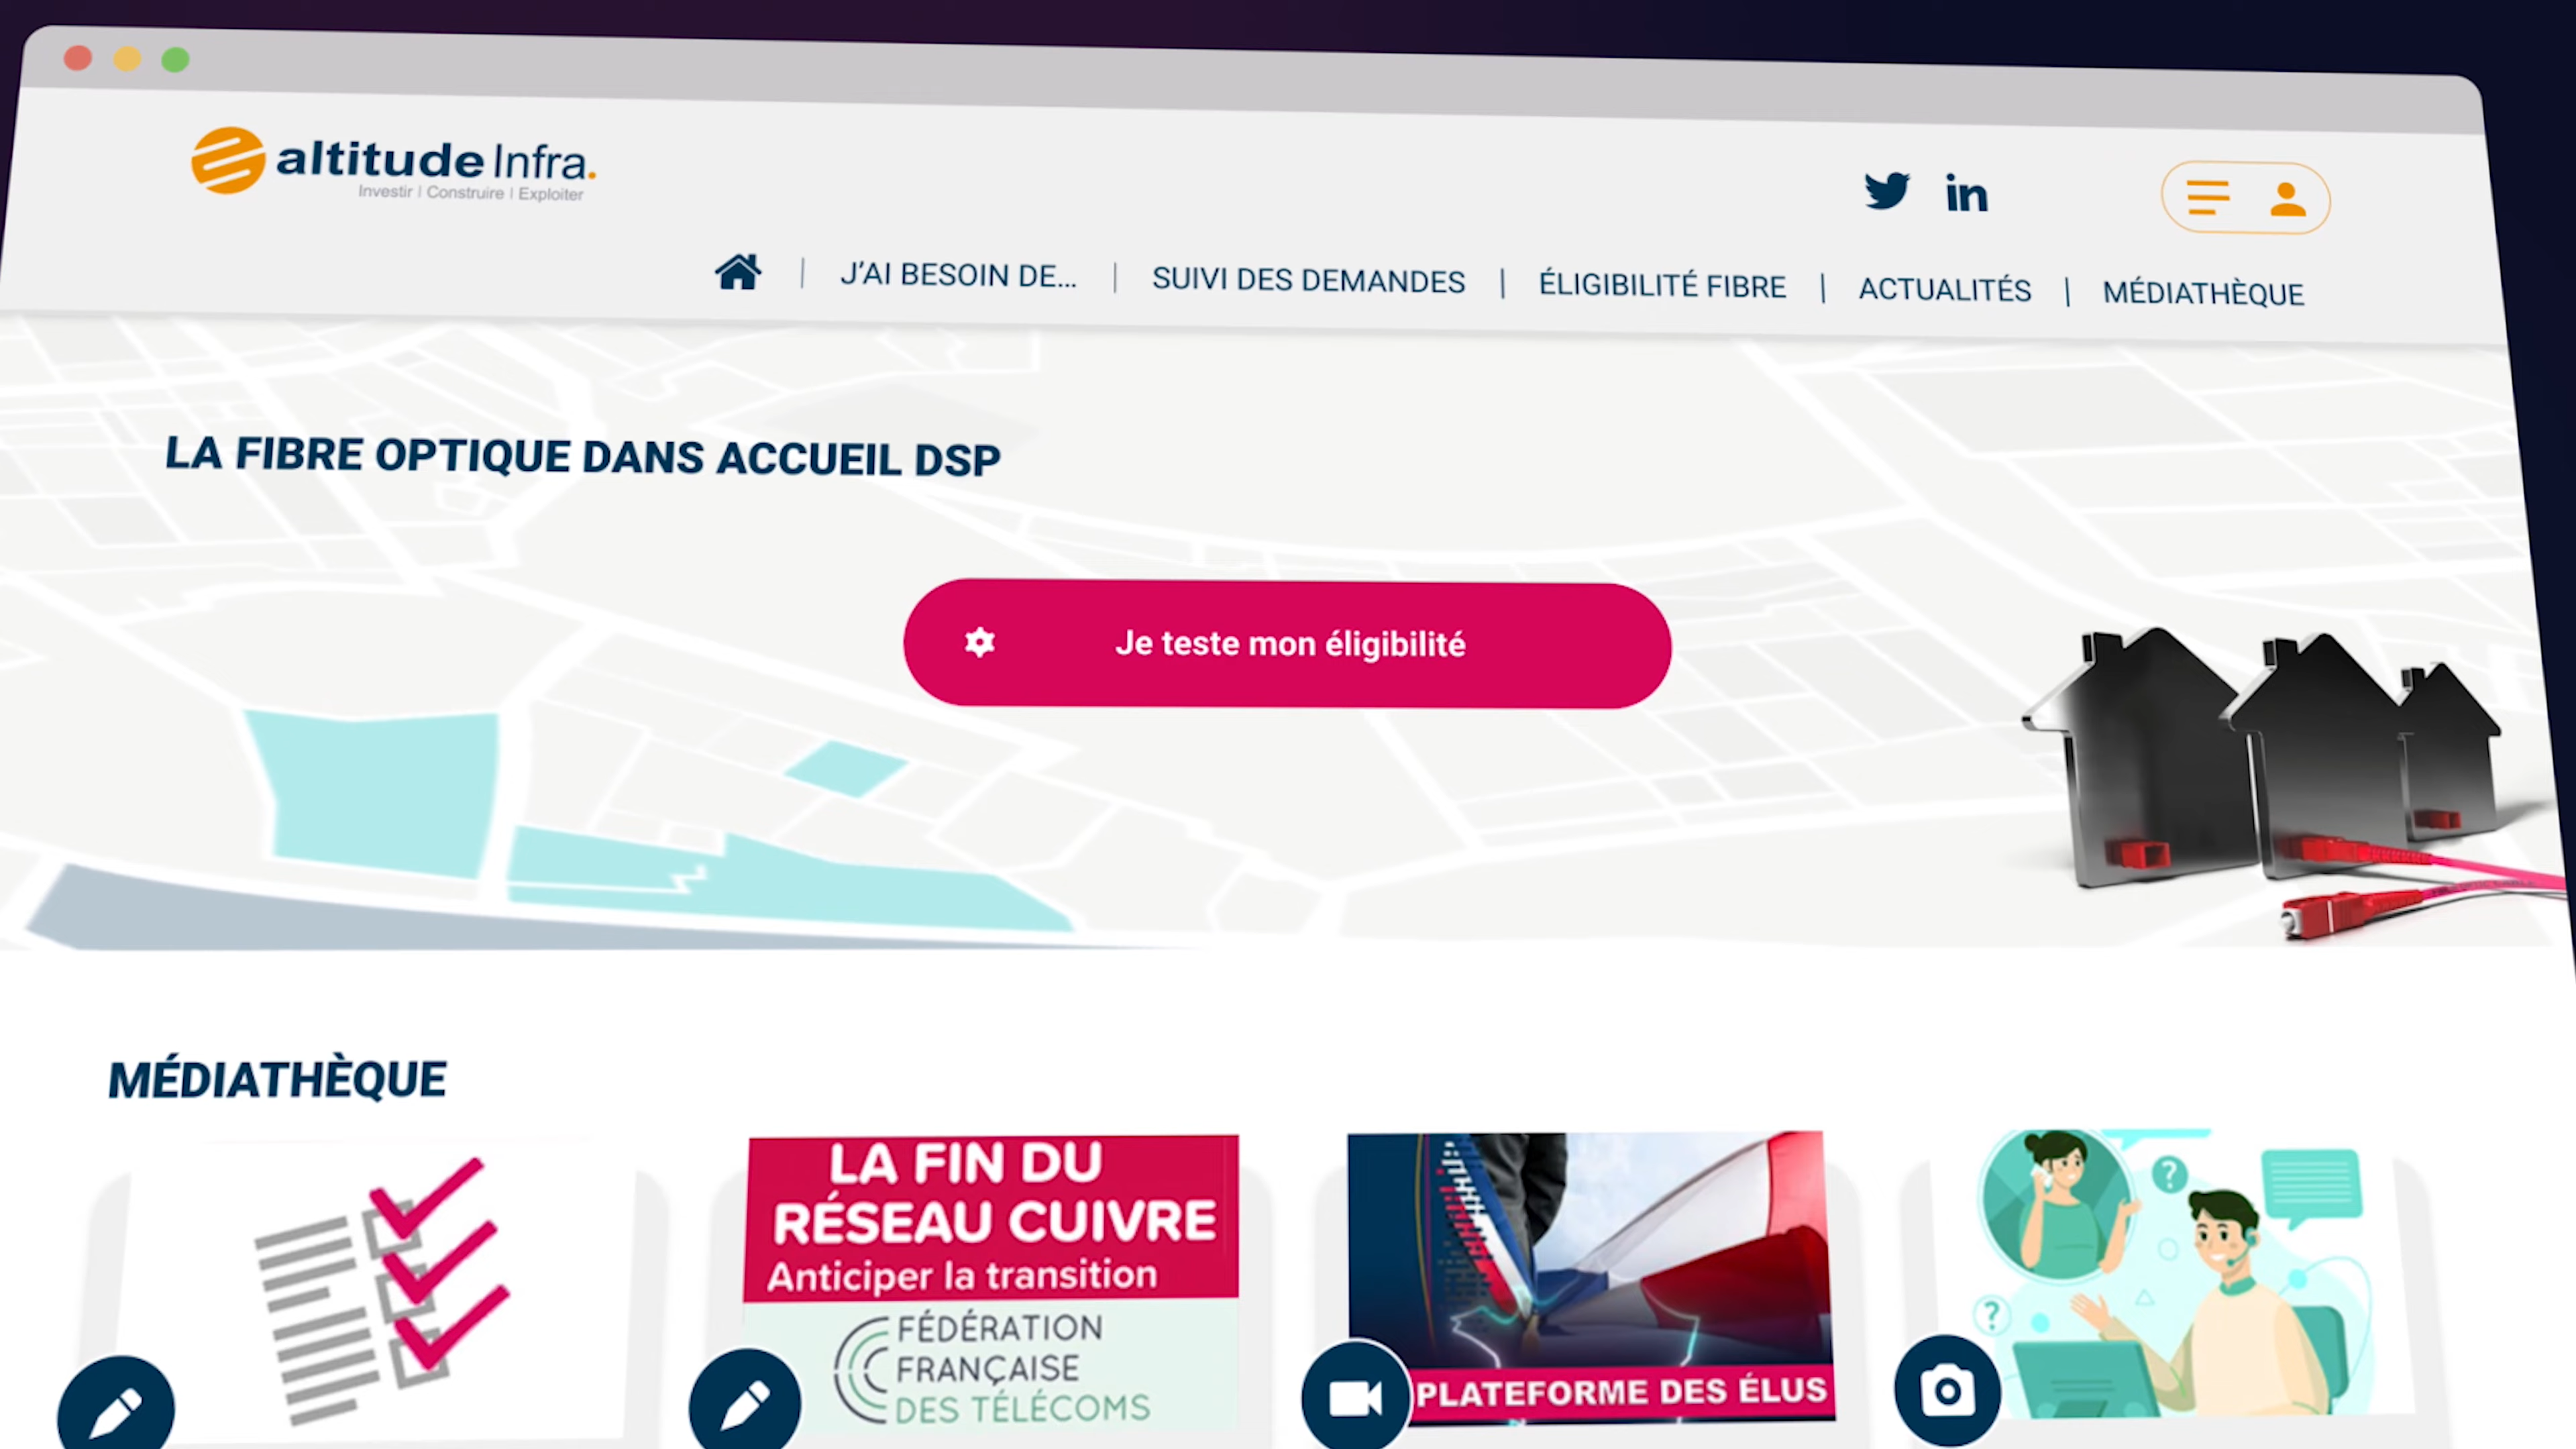 altitude Infra.
Investir | Construire | Exploiter
J'AI BESOIN DE... | SUIVI DES DEMANDES | ÉLIGIBILITÉ FIBRE | ACTUALITÉS | MÉDIATHÈQUE
LA FIBRE OPTIQUE DANS ACCUEIL DSP
Je teste mon éligibilité
MÉDIATHÈQUE
LA FIN DU
RÉSEAU CUIVRE
Anticiper la transition
FÉDÉRATION
FRANÇAISE
DES TÉLÉCOMS
PLATEFORME DES ÉLUS